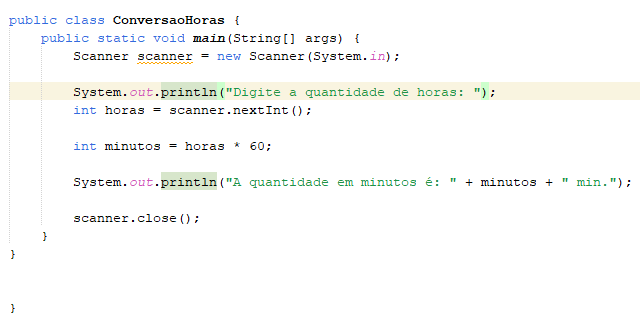 public class ConversaoHoras {
public static void main(String[] args) {
Scanner scanner = new Scanner(System.in);
System.out.println("Digite a quantidade de horas: ");
int horas = scanner.nextInt();
int minutos = horas * 60;
System.out.println("A quantidade em minutos é: " + minutos + " min.");
scanner.close();
}
}
}